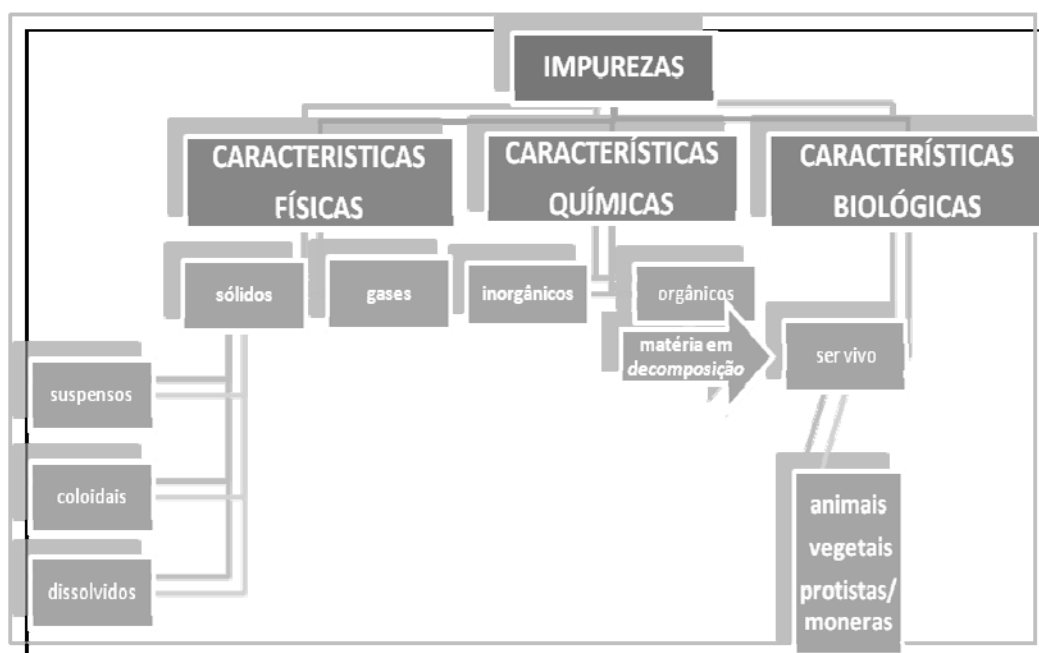 IMPUREZAS
CARACTERISTICAS
FÍSICAS
CARACTERÍSTICAS
QUÍMICAS
CARACTERÍSTICAS
BIOLÓGICAS
sólidos
gases
inorgânicos
orgânicos
matéria em
decomposição
ser vivo
suspensos
coloidais
dissolvidos
animais
vegetais
protistas/
moneras